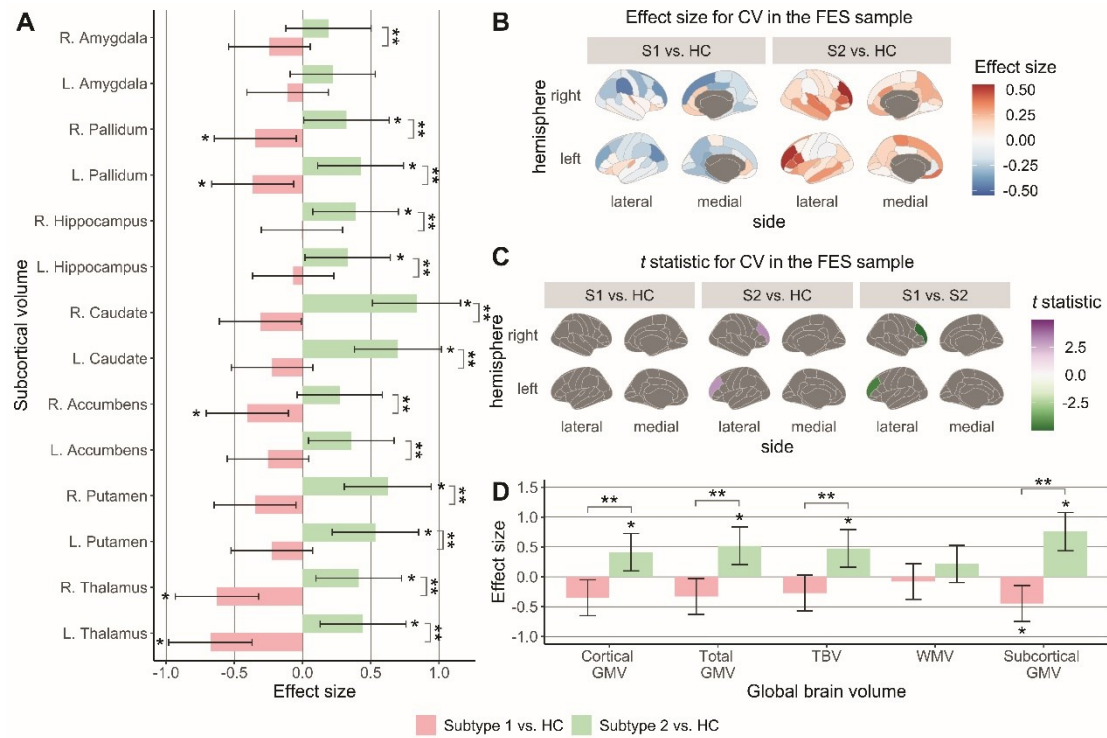 A
Subcortical volume
R. Amygdala
**
L. Amygdala
R. Pallidum
*
*
**
L. Pallidum
*
*
**
R. Hippocampus
*
**
L. Hippocampus
*
**
R. Caudate
*
**
L. Caudate
*
**
R. Accumbens
*
**
L. Accumbens
**
R. Putamen
*
**
L. Putamen
*
**
R. Thalamus
*
*
**
L. Thalamus
*
*
**
-1.0 -0.5 0.0 0.5 1.0
Effect size
B
Effect size for CV in the FES sample
S1 vs. HC S2 vs. HC
hemisphere
right
left
lateral medial lateral medial
side
Effect size
0.50
0.25
0.00
-0.25
-0.50
C
t statistic for CV in the FES sample
S1 vs. HC S2 vs. HC S1 vs. S2
hemisphere
right
left
lateral medial lateral medial lateral medial
side
t statistic
2.5
0.0
-2.5
D
Effect size
1.5
1.0
0.5
0.0
-0.5
-1.0
** ** ** **
* * * *
*
Cortical GMV
Total GMV
TBV
WMV
Subcortical GMV
Global brain volume
Subtype 1 vs. HC Subtype 2 vs. HC